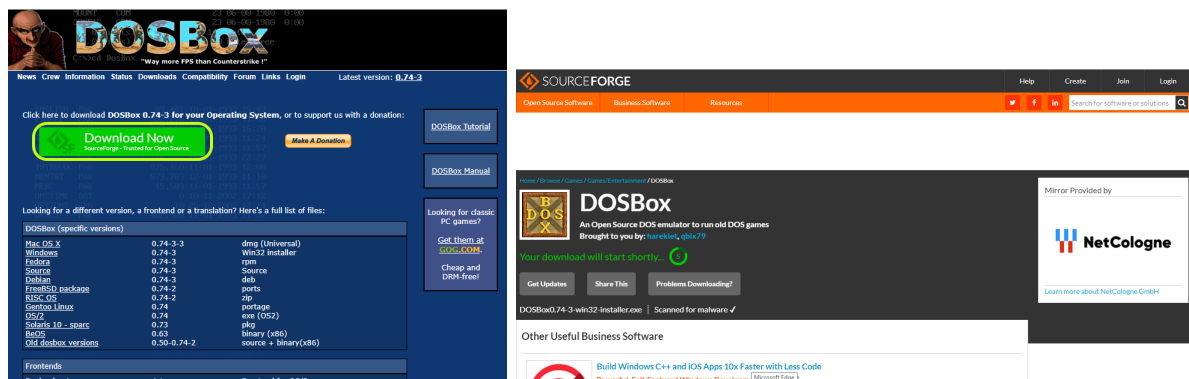 DOSBox
"Way more FPS than Counterstrike !"
News Crew Information Status Downloads Compatibility Forum Links Login Latest version: 0.74-3
Click here to download DOSBox 0.74-3 for your Operating System, or to support us with a donation:
Download Now
SourceForge - Trusted for Open Source
Make A Donation
DOSBox Tutorial
DOSBox Manual
Looking for classic
PC games?
Get them at
GOG.COM.
Cheap and
DRM-free!
Looking for a different version, a frontend or a translation? Here's a full list of files:
DOSBox (specific versions)
Mac OS X 0.74-3-3 dmg (Universal)
Windows 0.74-3 Win32 installer
Fedora 0.74-3 rpm
Source 0.74-3 Source
Debian 0.74-3 deb
FreeBSD package 0.74-2 ports
RISC OS 0.74-2 zip
Gentoo Linux 0.74 portage
OS/2 0.74 exe (OS2)
Solaris 10 - sparc 0.73 pkg
BeOS 0.63 binary (x86)
Old dosbox versions 0.50-0.74-2 source + binary(x86)
Frontends
SOURCEFORGE
Help Create Join Login
Open Source Software Business Software Resources
Search for software or solutions
Home / Browse / Games / Games/Entertainment / DOSBox
DOSBox
An Open Source DOS emulator to run old DOS games
Brought to you by: harekiet, qbix79
Your download will start shortly... 5
Get Updates Share This Problems Downloading?
DOSBox0.74-3-win32-installer.exe | Scanned for malware ✓
Mirror Provided by
NetCologne
Learn more about NetCologne GmbH
Other Useful Business Software
Build Windows C++ and iOS Apps 10x Faster with Less Code
Microsoft Edge